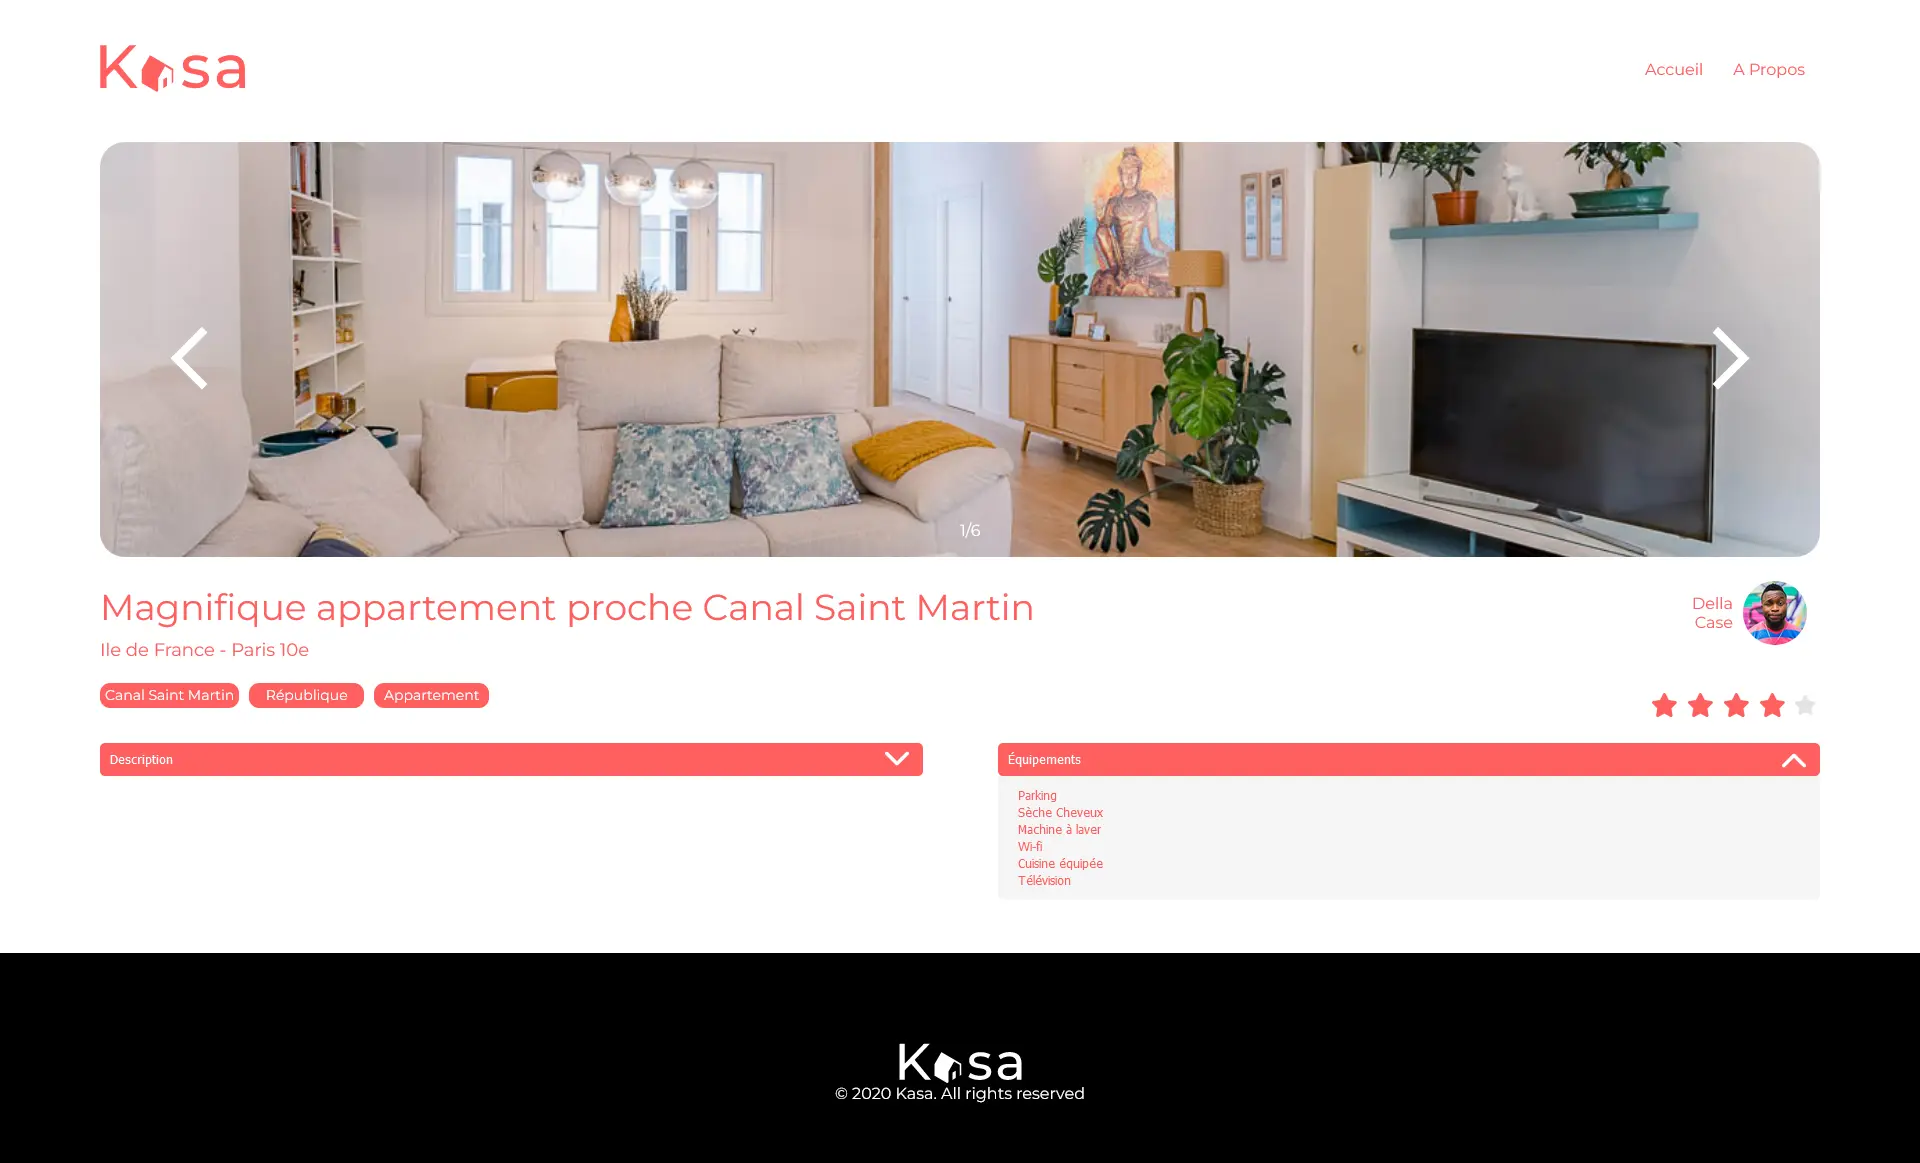 Kasa
Accueil
A Propos
1/6
Magnifique appartement proche Canal Saint Martin
Della
Case
Ile de France - Paris 10e
Canal Saint Martin
République
Appartement
Description
Équipements
Parking
Sèche Cheveux
Machine à laver
Wi-fi
Cuisine équipée
Télévision
Kasa
© 2020 Kasa. All rights reserved